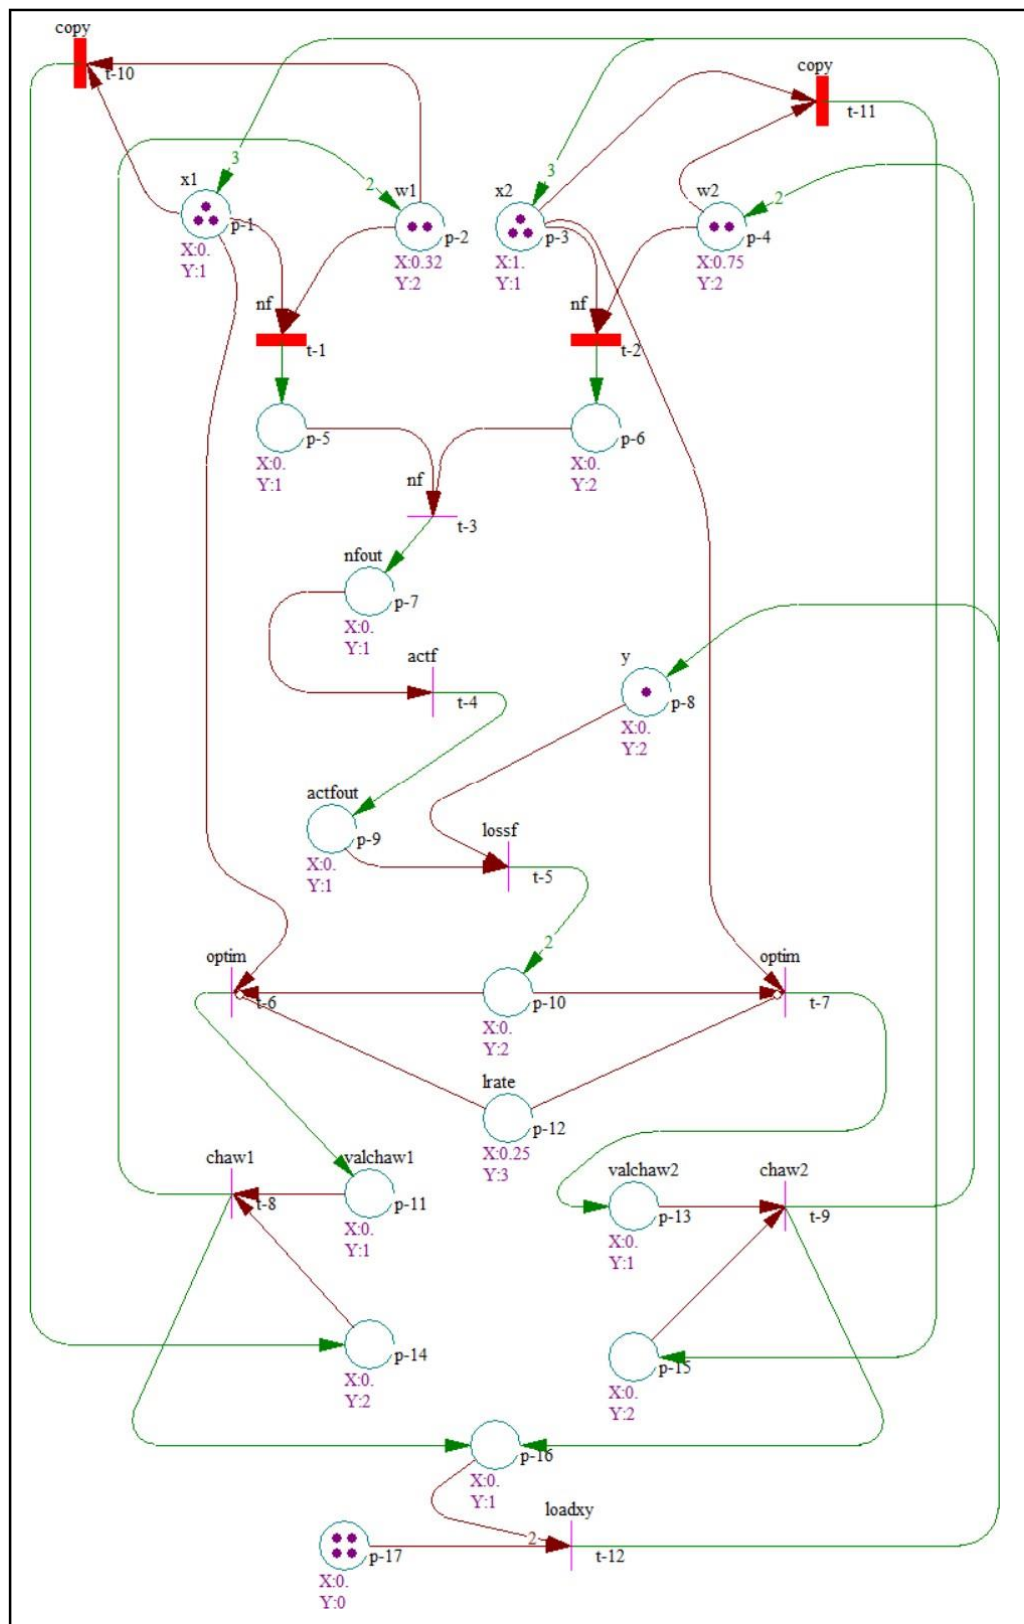 copy
t-10
copy
t-11
3
x1
p-1
X:0.
Y:1
2
w1
p-2
X:0.32
Y:2
3
x2
p-3
X:1.
Y:1
2
w2
p-4
X:0.75
Y:2
nf
t-1
nf
t-2
p-5
X:0.
Y:1
p-6
X:0.
Y:2
nf
t-3
nfout
p-7
X:0.
Y:1
actf
t-4
y
p-8
X:0.
Y:2
actfout
p-9
X:0.
Y:1
lossf
t-5
2
optim
t-6
p-10
X:0.
Y:2
optim
t-7
lrate
p-12
X:0.25
Y:3
chaw1
t-8
valchaw1
p-11
X:0.
Y:1
valchaw2
p-13
X:0.
Y:1
chaw2
t-9
p-14
X:0.
Y:2
p-15
X:0.
Y:2
p-16
X:0.
Y:1
loadxy
2
t-12
p-17
X:0.
Y:0